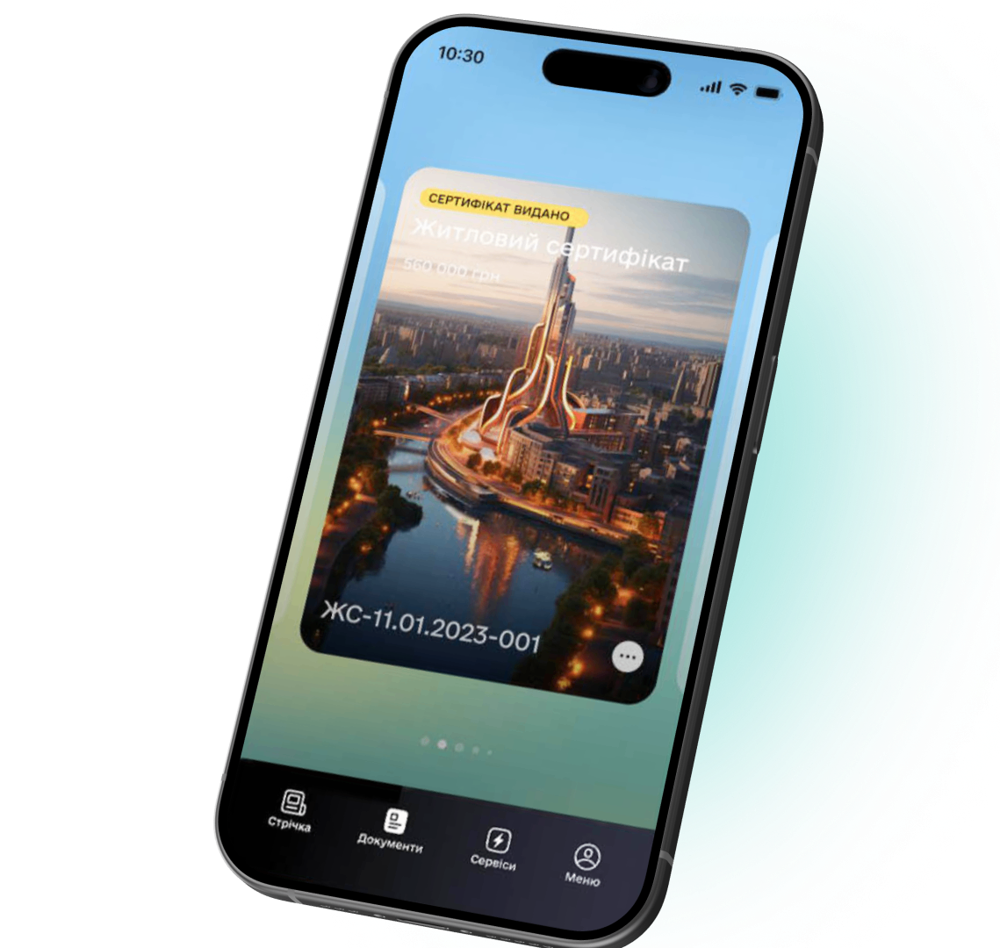 10:30
СЕРТИФІКАТ ВИДАНО
Житловий сертифікат
560 000 грн
ЖС-11.01.2023-001
Стрічка
Документи
Сервіси
Меню